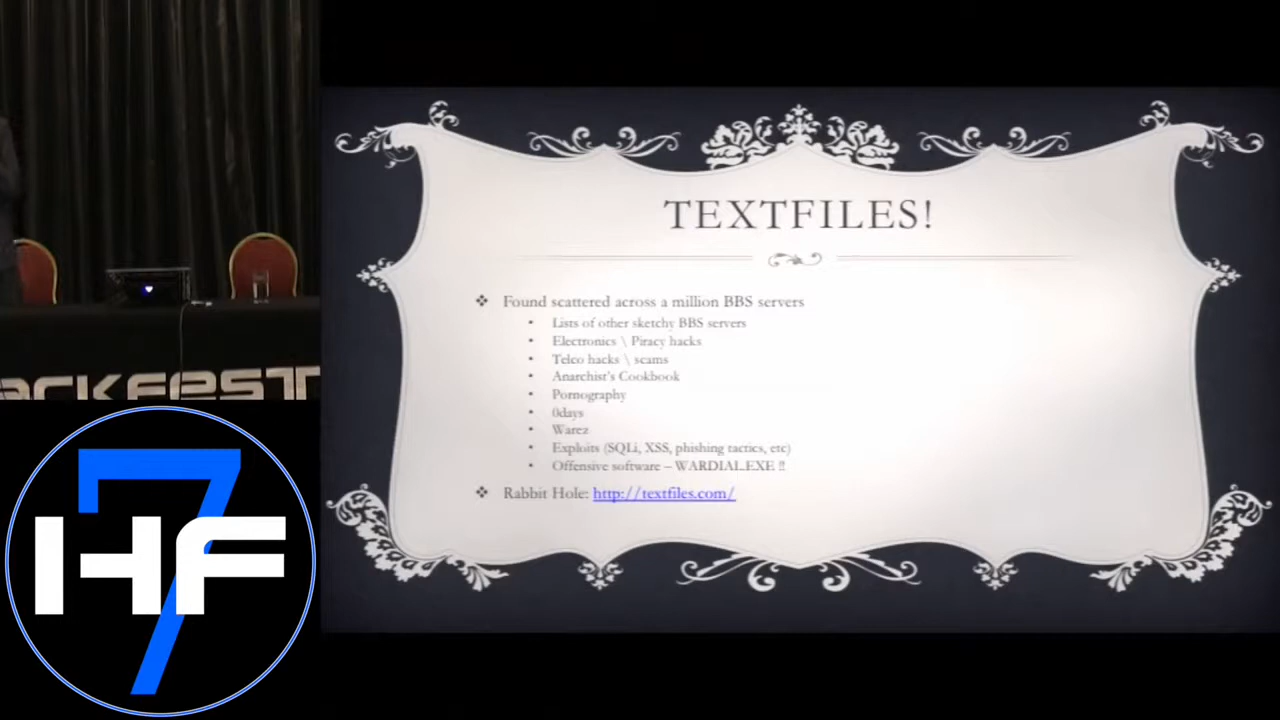 TEXTFILES!
Found scattered across a million BBS servers
Lists of other sketchy BBS servers
Electronics \ Piracy hacks
Telco hacks \ scams
Anarchist's Cookbook
Pornography
0days
Warez
Exploits (SQLi, XSS, phishing tactics, etc)
Offensive software – WARDIAL.EXE !!
Rabbit Hole: http://textfiles.com/
ACKFEST
HF
7